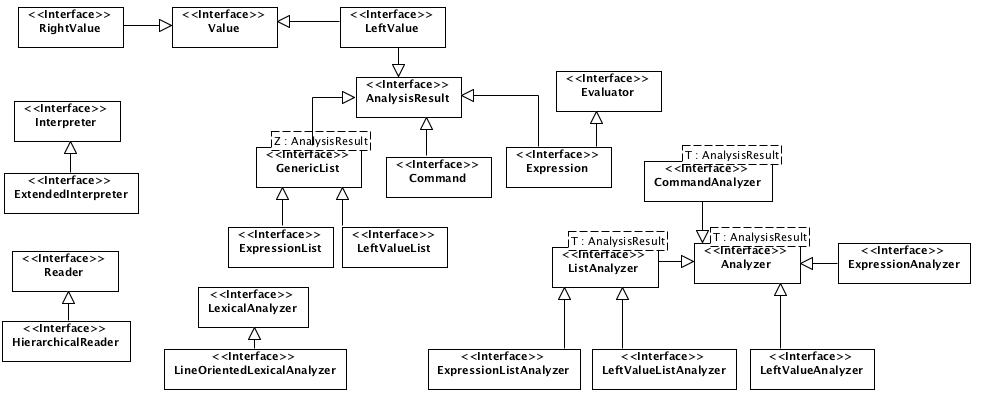 <<Interface>>
RightValue
<<Interface>>
Value
<<Interface>>
LeftValue
<<Interface>>
AnalysisResult
<<Interface>>
Evaluator
<<Interface>>
Interpreter
Z : AnalysisResult
<<Interface>>
GenericList
<<Interface>>
Command
<<Interface>>
Expression
T : AnalysisResult
<<Interface>>
CommandAnalyzer
<<Interface>>
ExtendedInterpreter
<<Interface>>
ExpressionList
<<Interface>>
LeftValueList
T : AnalysisResult
<<Interface>>
ListAnalyzer
T : AnalysisResult
<<Interface>>
Analyzer
<<Interface>>
ExpressionAnalyzer
<<Interface>>
Reader
<<Interface>>
LexicalAnalyzer
<<Interface>>
HierarchicalReader
<<Interface>>
LineOrientedLexicalAnalyzer
<<Interface>>
ExpressionListAnalyzer
<<Interface>>
LeftValueListAnalyzer
<<Interface>>
LeftValueAnalyzer